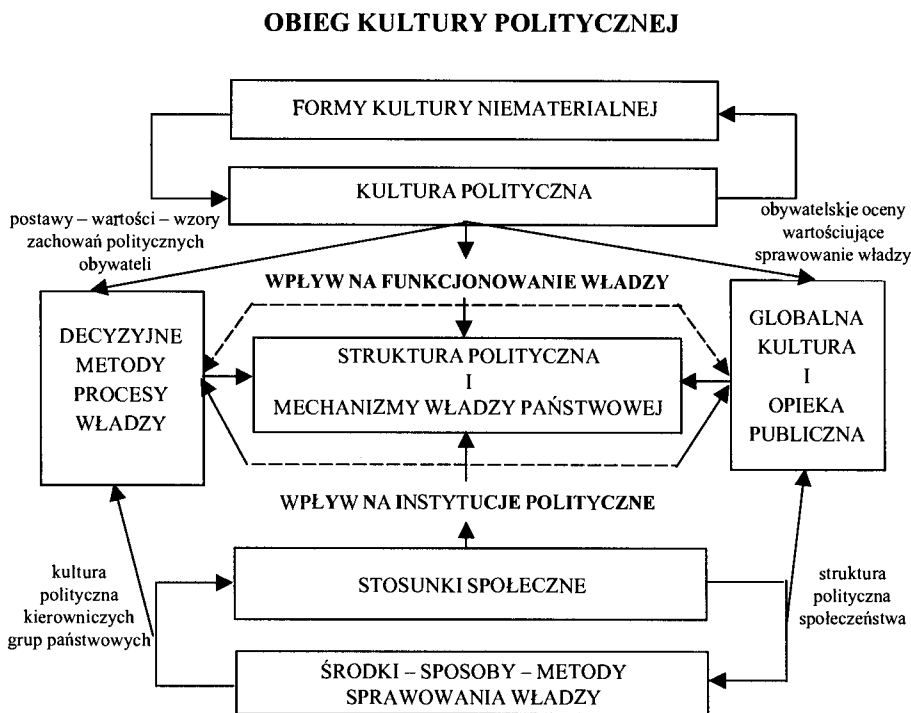 OBIEG KULTURY POLITYCZNEJ
FORMY KULTURY NIEMATERIALNEJ
KULTURA POLITYCZNA
postawy – wartości – wzory
zachowań politycznych
obywateli
obywatelskie oceny
wartościujące
sprawowanie władzy
WPŁYW NA FUNKCJONOWANIE WŁADZY
DECYZYJNE
METODY
PROCESY
WŁADZY
STRUKTURA POLITYCZNA
I
MECHANIZMY WŁADZY PAŃSTWOWEJ
GLOBALNA
KULTURA
I
OPIEKA
PUBLICZNA
WPŁYW NA INSTYTUCJE POLITYCZNE
kultura
polityczna
kierowniczych
grup państwowych
STOSUNKI SPOŁECZNE
struktura
polityczna
społeczeństwa
ŚRODKI – SPOSOBY – METODY
SPRAWOWANIA WŁADZY